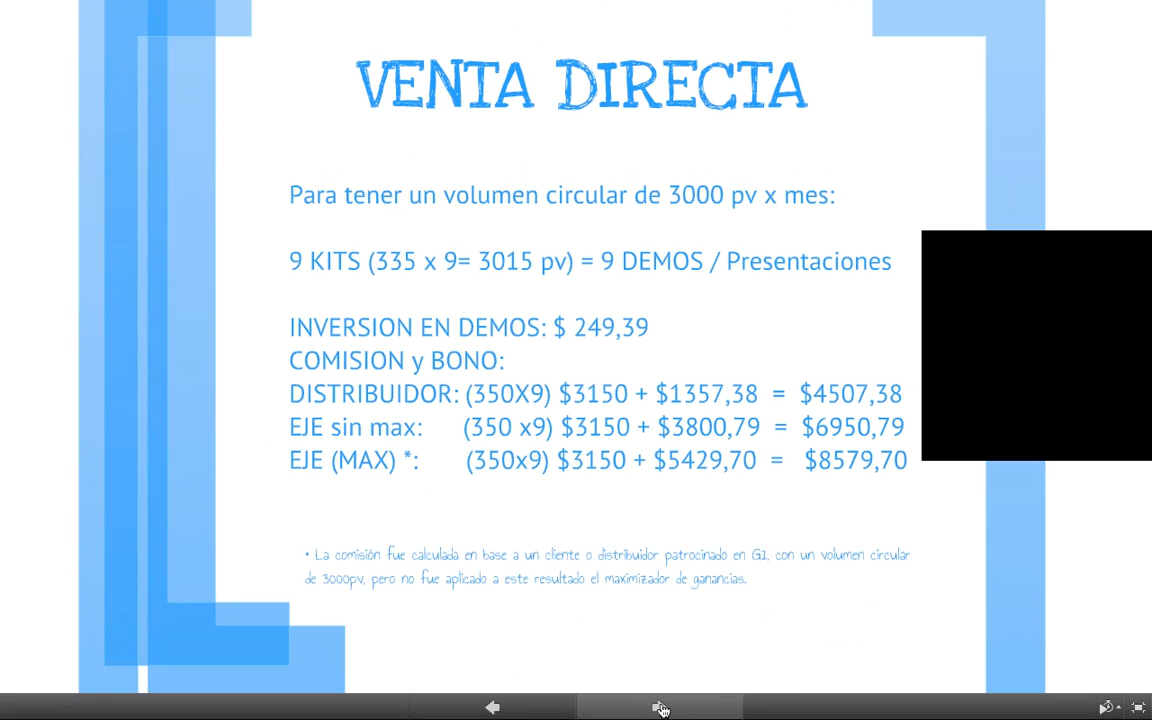 VENTA DIRECTA
Para tener un volumen circular de 3000 pv x mes:
9 KITS (335 x 9= 3015 pv) = 9 DEMOS / Presentaciones
INVERSION EN DEMOS: $ 249,39
COMISION y BONO:
DISTRIBUIDOR: (350X9) $3150 + $1357,38 = $4507,38
EJE sin max: (350 x9) $3150 + $3800,79 = $6950,79
EJE (MAX) *: (350x9) $3150 + $5429,70 = $8579,70
* La comisión fue calculada en base a un cliente o distribuidor patrocinado en G1, con un volumen circular
de 3000pv, pero no fue aplicado a este resultado el maximizador de ganancias.